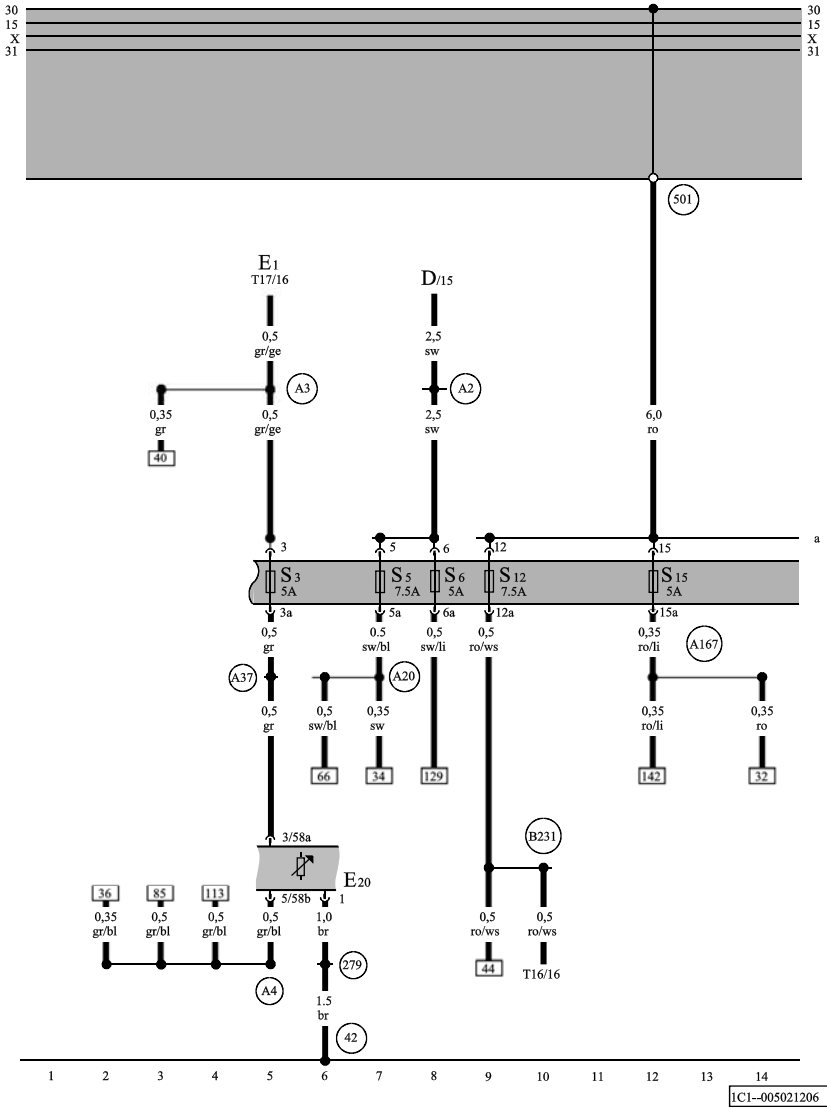 30 30
15 15
X X
31 31
501
E1
T17/16
D/15
0,5
gr/ge
2,5
sw
A3
A2
0,35
gr
0,5
gr/ge
2,5
sw
6,0
ro
40
a
3 5 6 12 15
S3
5A
S5
7.5A
S6
5A
S12
7.5A
S15
5A
3a 5a 6a 12a 15a
0,5
gr
0.5
sw/bl
0,5
sw/li
0,5
ro/ws
0,35
ro/li
A167
A37
A20
0,5
gr
0,5
sw/bl
0,35
sw
0,35
ro/li
0,35
ro
66 34 129 142 32
3/58a
B231
E20
36 85 113
5/58b 1
0,35
gr/bl
0,5
gr/bl
0,5
gr/bl
0,5
gr/bl
1,0
br
0,5
ro/ws
0,5
ro/ws
279
44
T16/16
A4
1.5
br
42
1 2 3 4 5 6 7 8 9 10 11 12 13 14
1C1--005021206